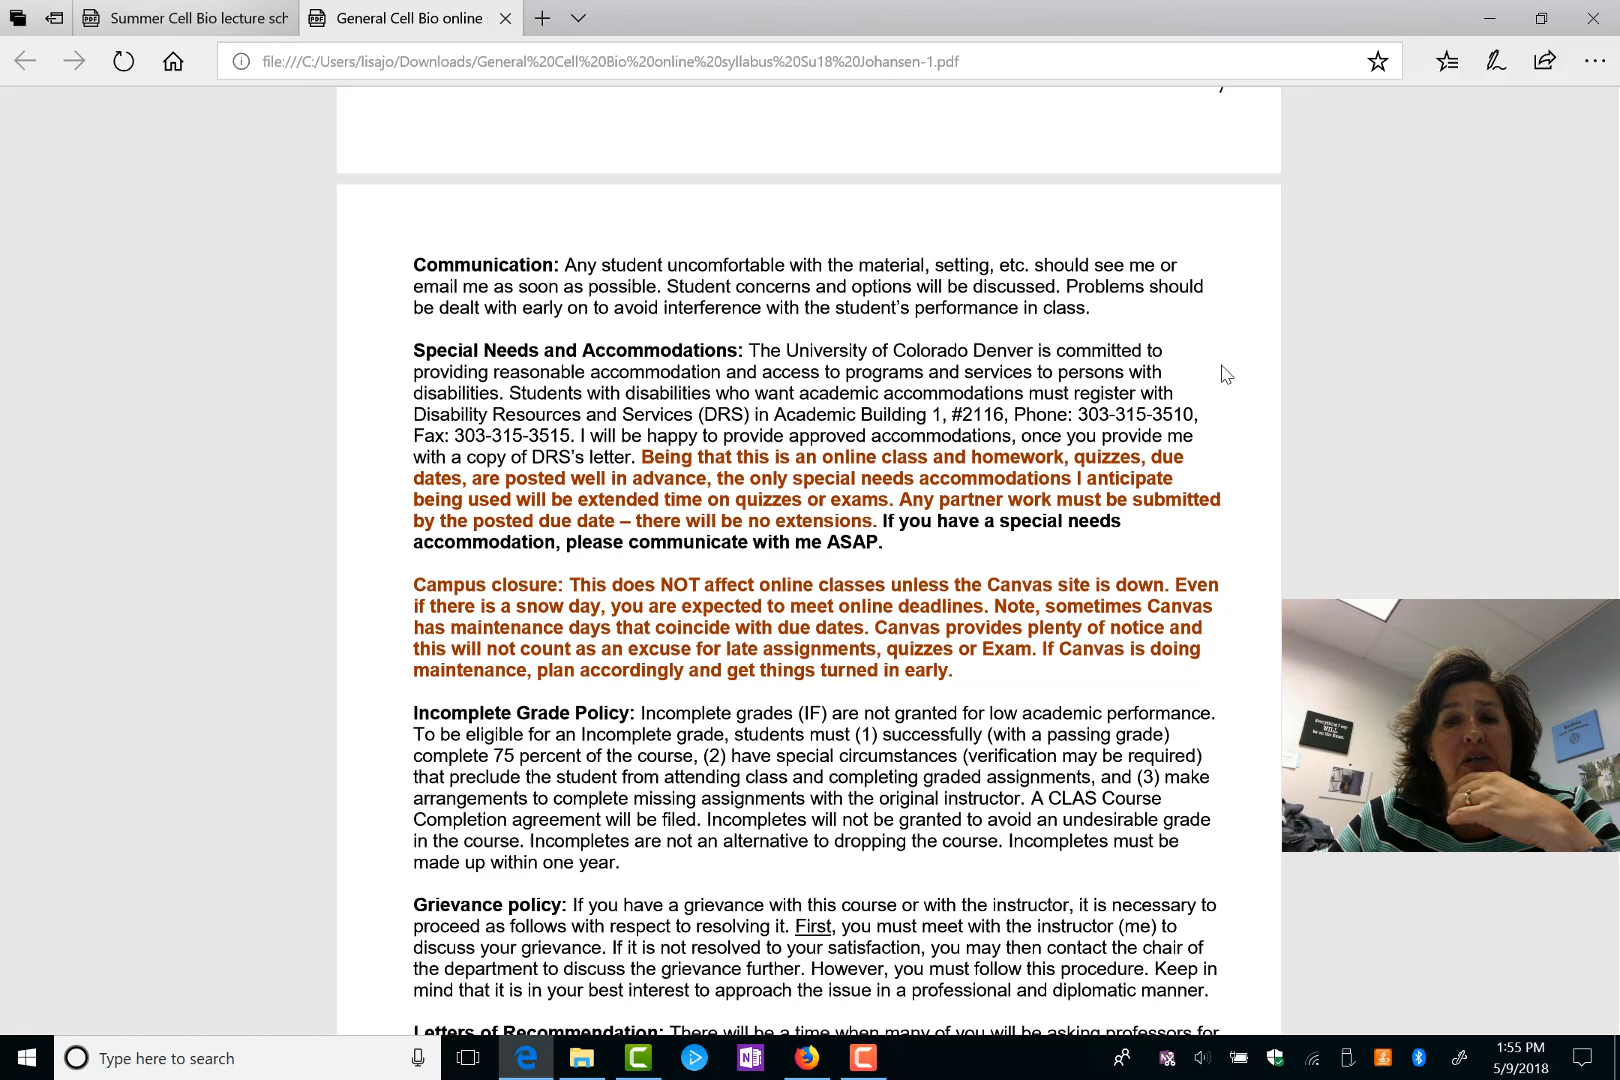 Summer Cell Bio lecture sch
General Cell Bio online
file:///C:/Users/lisajo/Downloads/General%20Cell%20Bio%20online%20syllabus%20Su18%20Johansen-1.pdf
Communication: Any student uncomfortable with the material, setting, etc. should see me or
email me as soon as possible. Student concerns and options will be discussed. Problems should
be dealt with early on to avoid interference with the student's performance in class.
Special Needs and Accommodations: The University of Colorado Denver is committed to
providing reasonable accommodation and access to programs and services to persons with
disabilities. Students with disabilities who want academic accommodations must register with
Disability Resources and Services (DRS) in Academic Building 1, #2116, Phone: 303-315-3510,
Fax: 303-315-3515. I will be happy to provide approved accommodations, once you provide me
with a copy of DRS's letter. Being that this is an online class and homework, quizzes, due
dates, are posted well in advance, the only special needs accommodations I anticipate
being used will be extended time on quizzes or exams. Any partner work must be submitted
by the posted due date – there will be no extensions. If you have a special needs
accommodation, please communicate with me ASAP.
Campus closure: This does NOT affect online classes unless the Canvas site is down. Even
if there is a snow day, you are expected to meet online deadlines. Note, sometimes Canvas
has maintenance days that coincide with due dates. Canvas provides plenty of notice and
this will not count as an excuse for late assignments, quizzes or Exam. If Canvas is doing
maintenance, plan accordingly and get things turned in early.
Incomplete Grade Policy: Incomplete grades (IF) are not granted for low academic performance.
To be eligible for an Incomplete grade, students must (1) successfully (with a passing grade)
complete 75 percent of the course, (2) have special circumstances (verification may be required)
that preclude the student from attending class and completing graded assignments, and (3) make
arrangements to complete missing assignments with the original instructor. A CLAS Course
Completion agreement will be filed. Incompletes will not be granted to avoid an undesirable grade
in the course. Incompletes are not an alternative to dropping the course. Incompletes must be
made up within one year.
Grievance policy: If you have a grievance with this course or with the instructor, it is necessary to
proceed as follows with respect to resolving it. First, you must meet with the instructor (me) to
discuss your grievance. If it is not resolved to your satisfaction, you may then contact the chair of
the department to discuss the grievance further. However, you must follow this procedure. Keep in
mind that it is in your best interest to approach the issue in a professional and diplomatic manner.
Letters of Recommendation: There will be a time when many of you will be asking professors for
Everything I say
WILL
be on the Exam
Type here to search
1:55 PM
5/9/2018